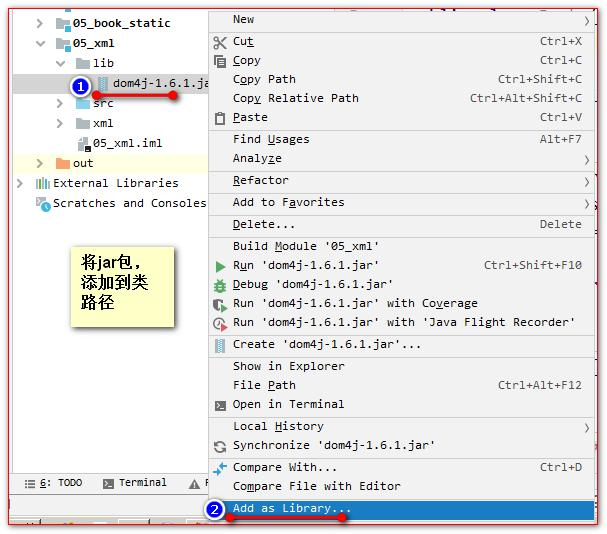 05_book_static
05_xml
lib
1
dom4j-1.6.1.ja
src
xml
05_xml.iml
out
External Libraries
Scratches and Consoles
将jar包，
添加到类
路径
6: TODO
Terminal
New
Cut Ctrl+X
Copy Ctrl+C
Copy Path Ctrl+Shift+C
Copy Relative Path Ctrl+Alt+Shift+C
Paste Ctrl+V
Find Usages Alt+F7
Analyze
Refactor
Add to Favorites
Delete... Delete
Build Module '05_xml'
Run 'dom4j-1.6.1.jar' Ctrl+Shift+F10
Debug 'dom4j-1.6.1.jar'
Run 'dom4j-1.6.1.jar' with Coverage
Run 'dom4j-1.6.1.jar' with 'Java Flight Recorder'
Create 'dom4j-1.6.1.jar'...
Show in Explorer
File Path Ctrl+Alt+F12
Open in Terminal
Local History
Synchronize 'dom4j-1.6.1.jar'
Compare With... Ctrl+D
Compare File with Editor
2
Add as Library...